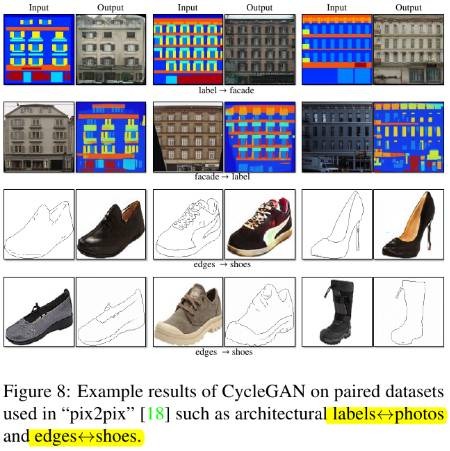 Input Output Input Output Input Output
label → facade
facade → label
edges → shoes
edges → shoes
Figure 8: Example results of CycleGAN on paired datasets
used in “pix2pix” [18] such as architectural labels↔photos
and edges↔shoes.